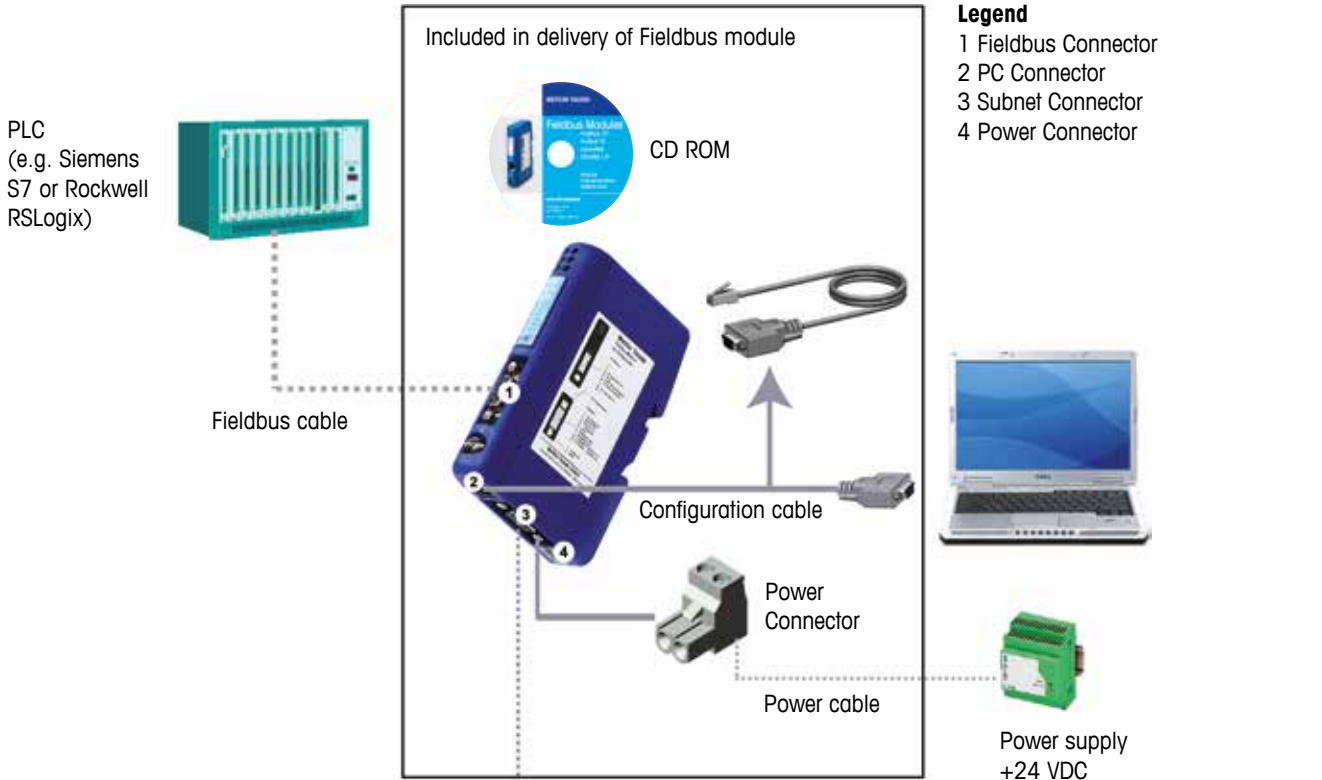 Included in delivery of Fieldbus module
Legend
1 Fieldbus Connector
2 PC Connector
3 Subnet Connector
4 Power Connector
PLC
(e.g. Siemens
S7 or Rockwell
RSLogix)
Fieldbus Modules
CD ROM
1
Fieldbus cable
2
3
4
Configuration cable
DELL
Power
Connector
Power cable
Power supply
+24 VDC